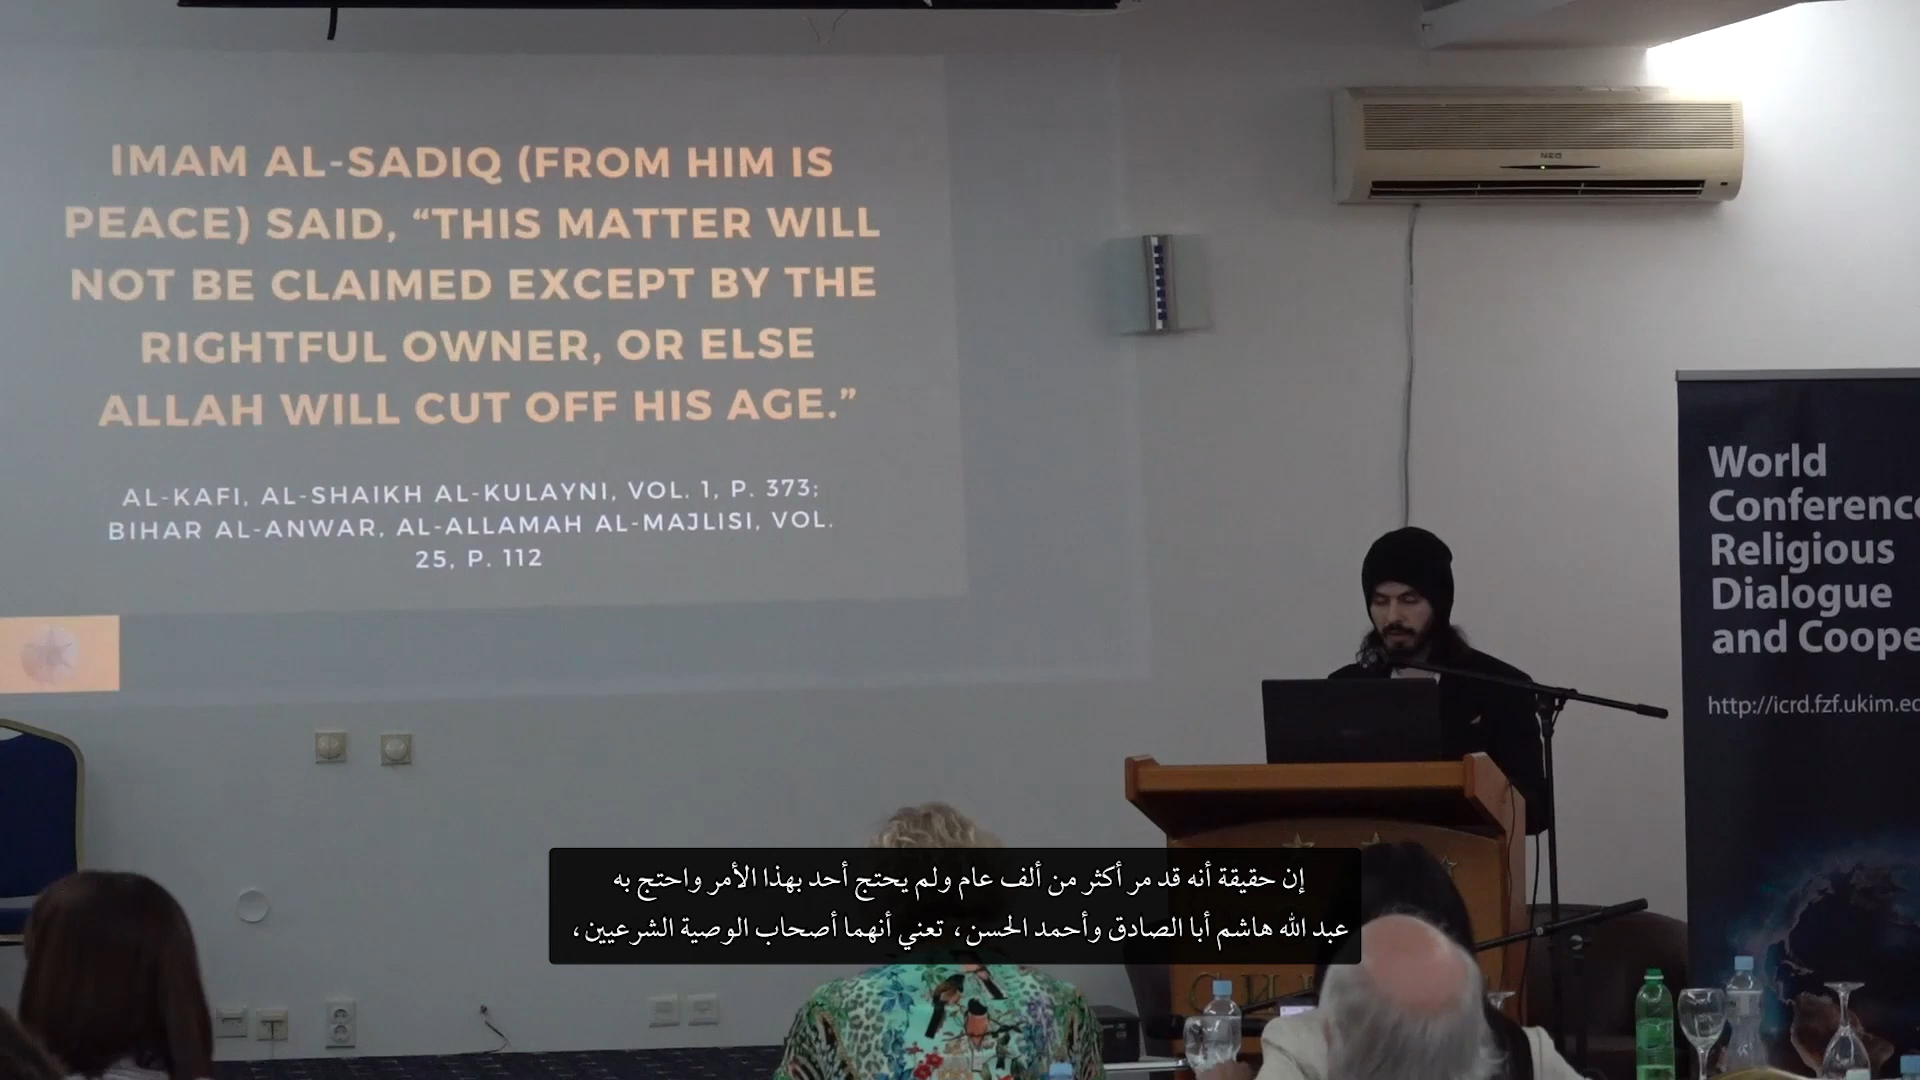 IMAM AL-SADIQ (FROM HIM IS
PEACE) SAID, “THIS MATTER WILL
NOT BE CLAIMED EXCEPT BY THE
RIGHTFUL OWNER, OR ELSE
ALLAH WILL CUT OFF HIS AGE.”
AL-KAFI, AL-SHAIKH AL-KULAYNI, VOL. 1, P. 373;
BIHAR AL-ANWAR, AL-ALLAMAH AL-MAJLISI, VOL.
25, P. 112
NEO
World
Conference
Religious
Dialogue
and Coope
http://icrd.fzf.ukim.ed
إن حقيقة أنه قد مر أكثر من ألف عام ولم يحتج أحد بهذا الأمر واحتج به
عبد الله هاشم أبا الصادق وأحمد الحسن، تعني أنهما أصحاب الوصية الشرعيين،